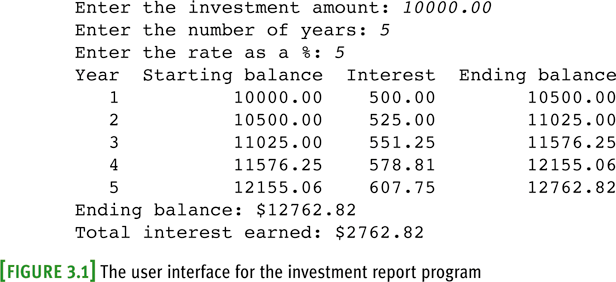 Enter the investment amount: 10000.00
Enter the number of years: 5
Enter the rate as a %: 5
Year Starting balance Interest Ending balance
1 10000.00 500.00 10500.00
2 10500.00 525.00 11025.00
3 11025.00 551.25 11576.25
4 11576.25 578.81 12155.06
5 12155.06 607.75 12762.82
Ending balance: $12762.82
Total interest earned: $2762.82
[FIGURE 3.1] The user interface for the investment report program